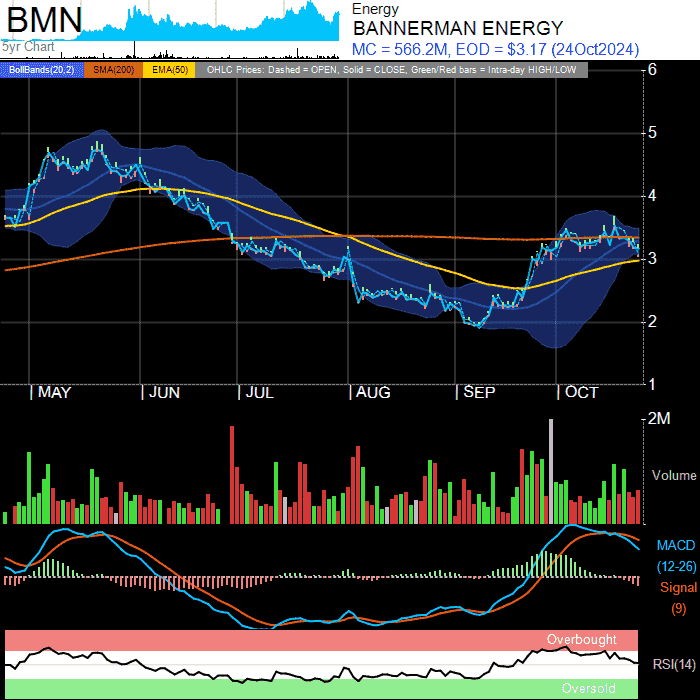 BMN
5yr Chart
Energy
BANNERMAN ENERGY
MC = 566.2M, EOD = $3.17 (24Oct2024)
BollBands(20,2) SMA(200) EMA(50) OHLC Prices: Dashed = OPEN, Solid = CLOSE, Green/Red bars = Intra-day HIGH/LOW
6
5
4
3
2
1
| MAY | JUN | JUL | AUG | SEP | OCT
2M
Volume
MACD
(12-26)
Signal
(9)
Overbought
RSI(14)
Oversold